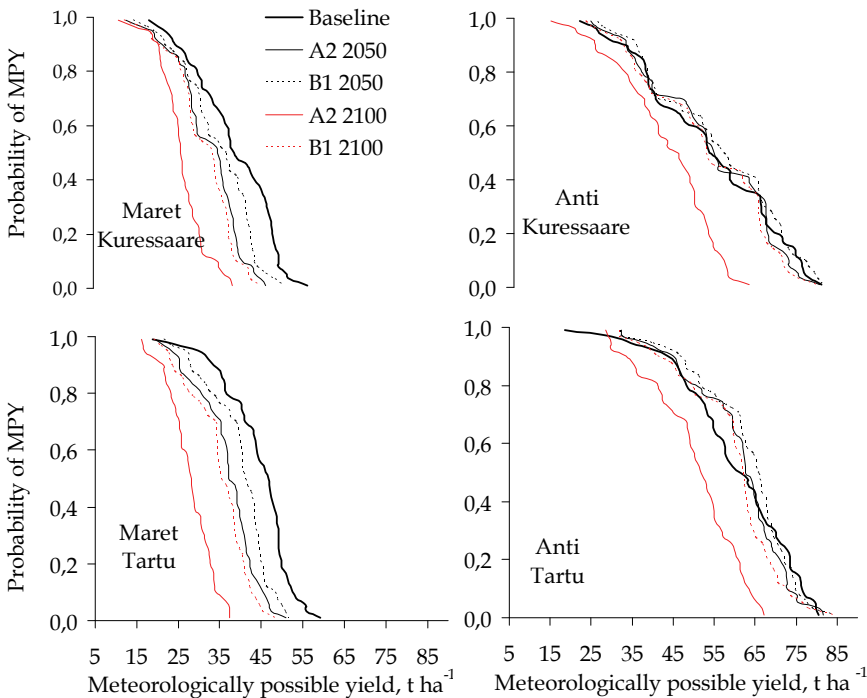 1,0
0,8
0,6
0,4
0,2
0,0
Probability of MPY
Maret
Kuressaare
Baseline
A2 2050
B1 2050
A2 2100
B1 2100
1,0
0,8
0,6
0,4
0,2
0,0
Anti
Kuressaare
1,0
0,8
0,6
0,4
0,2
0,0
Probability of MPY
Maret
Tartu
5 15 25 35 45 55 65 75 85
Meteorologically possible yield, t ha-1
1,0
0,8
0,6
0,4
0,2
0,0
Anti
Tartu
5 15 25 35 45 55 65 75 85
Meteorologically possible yield, t ha-1